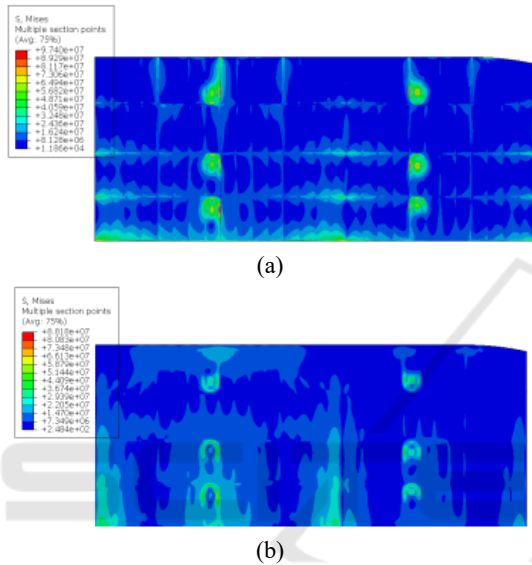 S, Mises
Multiple section points
(Avg: 75%)
+9.740e+07
+8.929e+07
+8.117e+07
+7.306e+07
+6.494e+07
+5.682e+07
+4.871e+07
+4.059e+07
+3.248e+07
+2.436e+07
+1.624e+07
+8.128e+06
+1.186e+04
(a)
S, Mises
Multiple section points
(Avg: 75%)
+8.818e+07
+8.083e+07
+7.348e+07
+6.613e+07
+5.879e+07
+5.144e+07
+4.409e+07
+3.674e+07
+2.939e+07
+2.205e+07
+1.470e+07
+7.349e+06
+2.484e+02
(b)